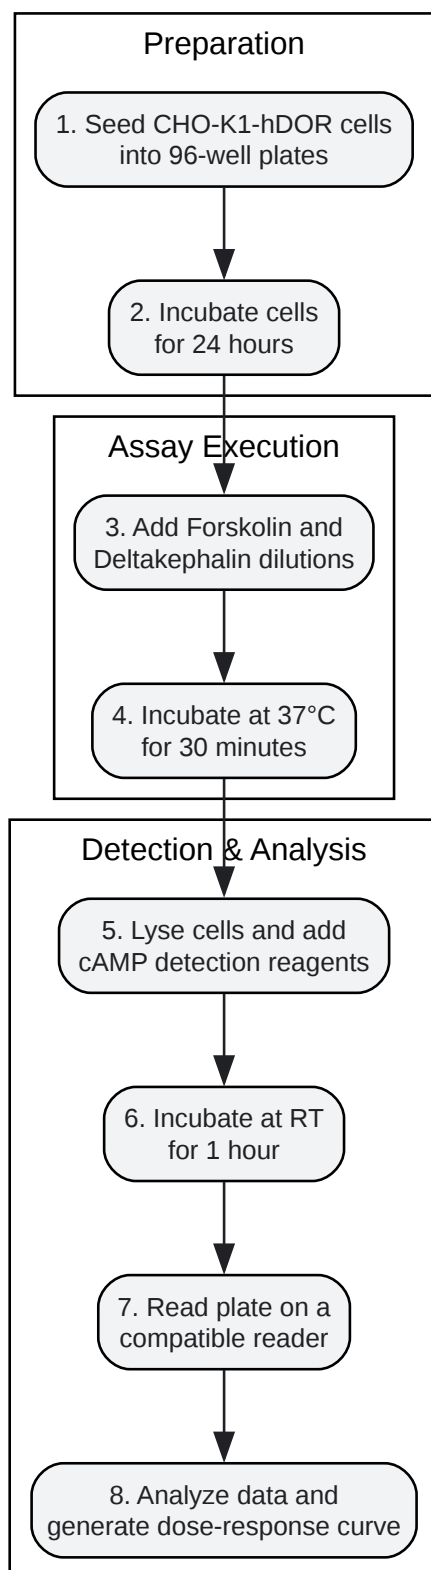 Preparation
1. Seed CHO-K1-hDOR cells
into 96-well plates
2. Incubate cells
for 24 hours
Assay Execution
3. Add Forskolin and
Deltakephalin dilutions
4. Incubate at 37°C
for 30 minutes
Detection & Analysis
5. Lyse cells and add
cAMP detection reagents
6. Incubate at RT
for 1 hour
7. Read plate on a
compatible reader
8. Analyze data and
generate dose-response curve